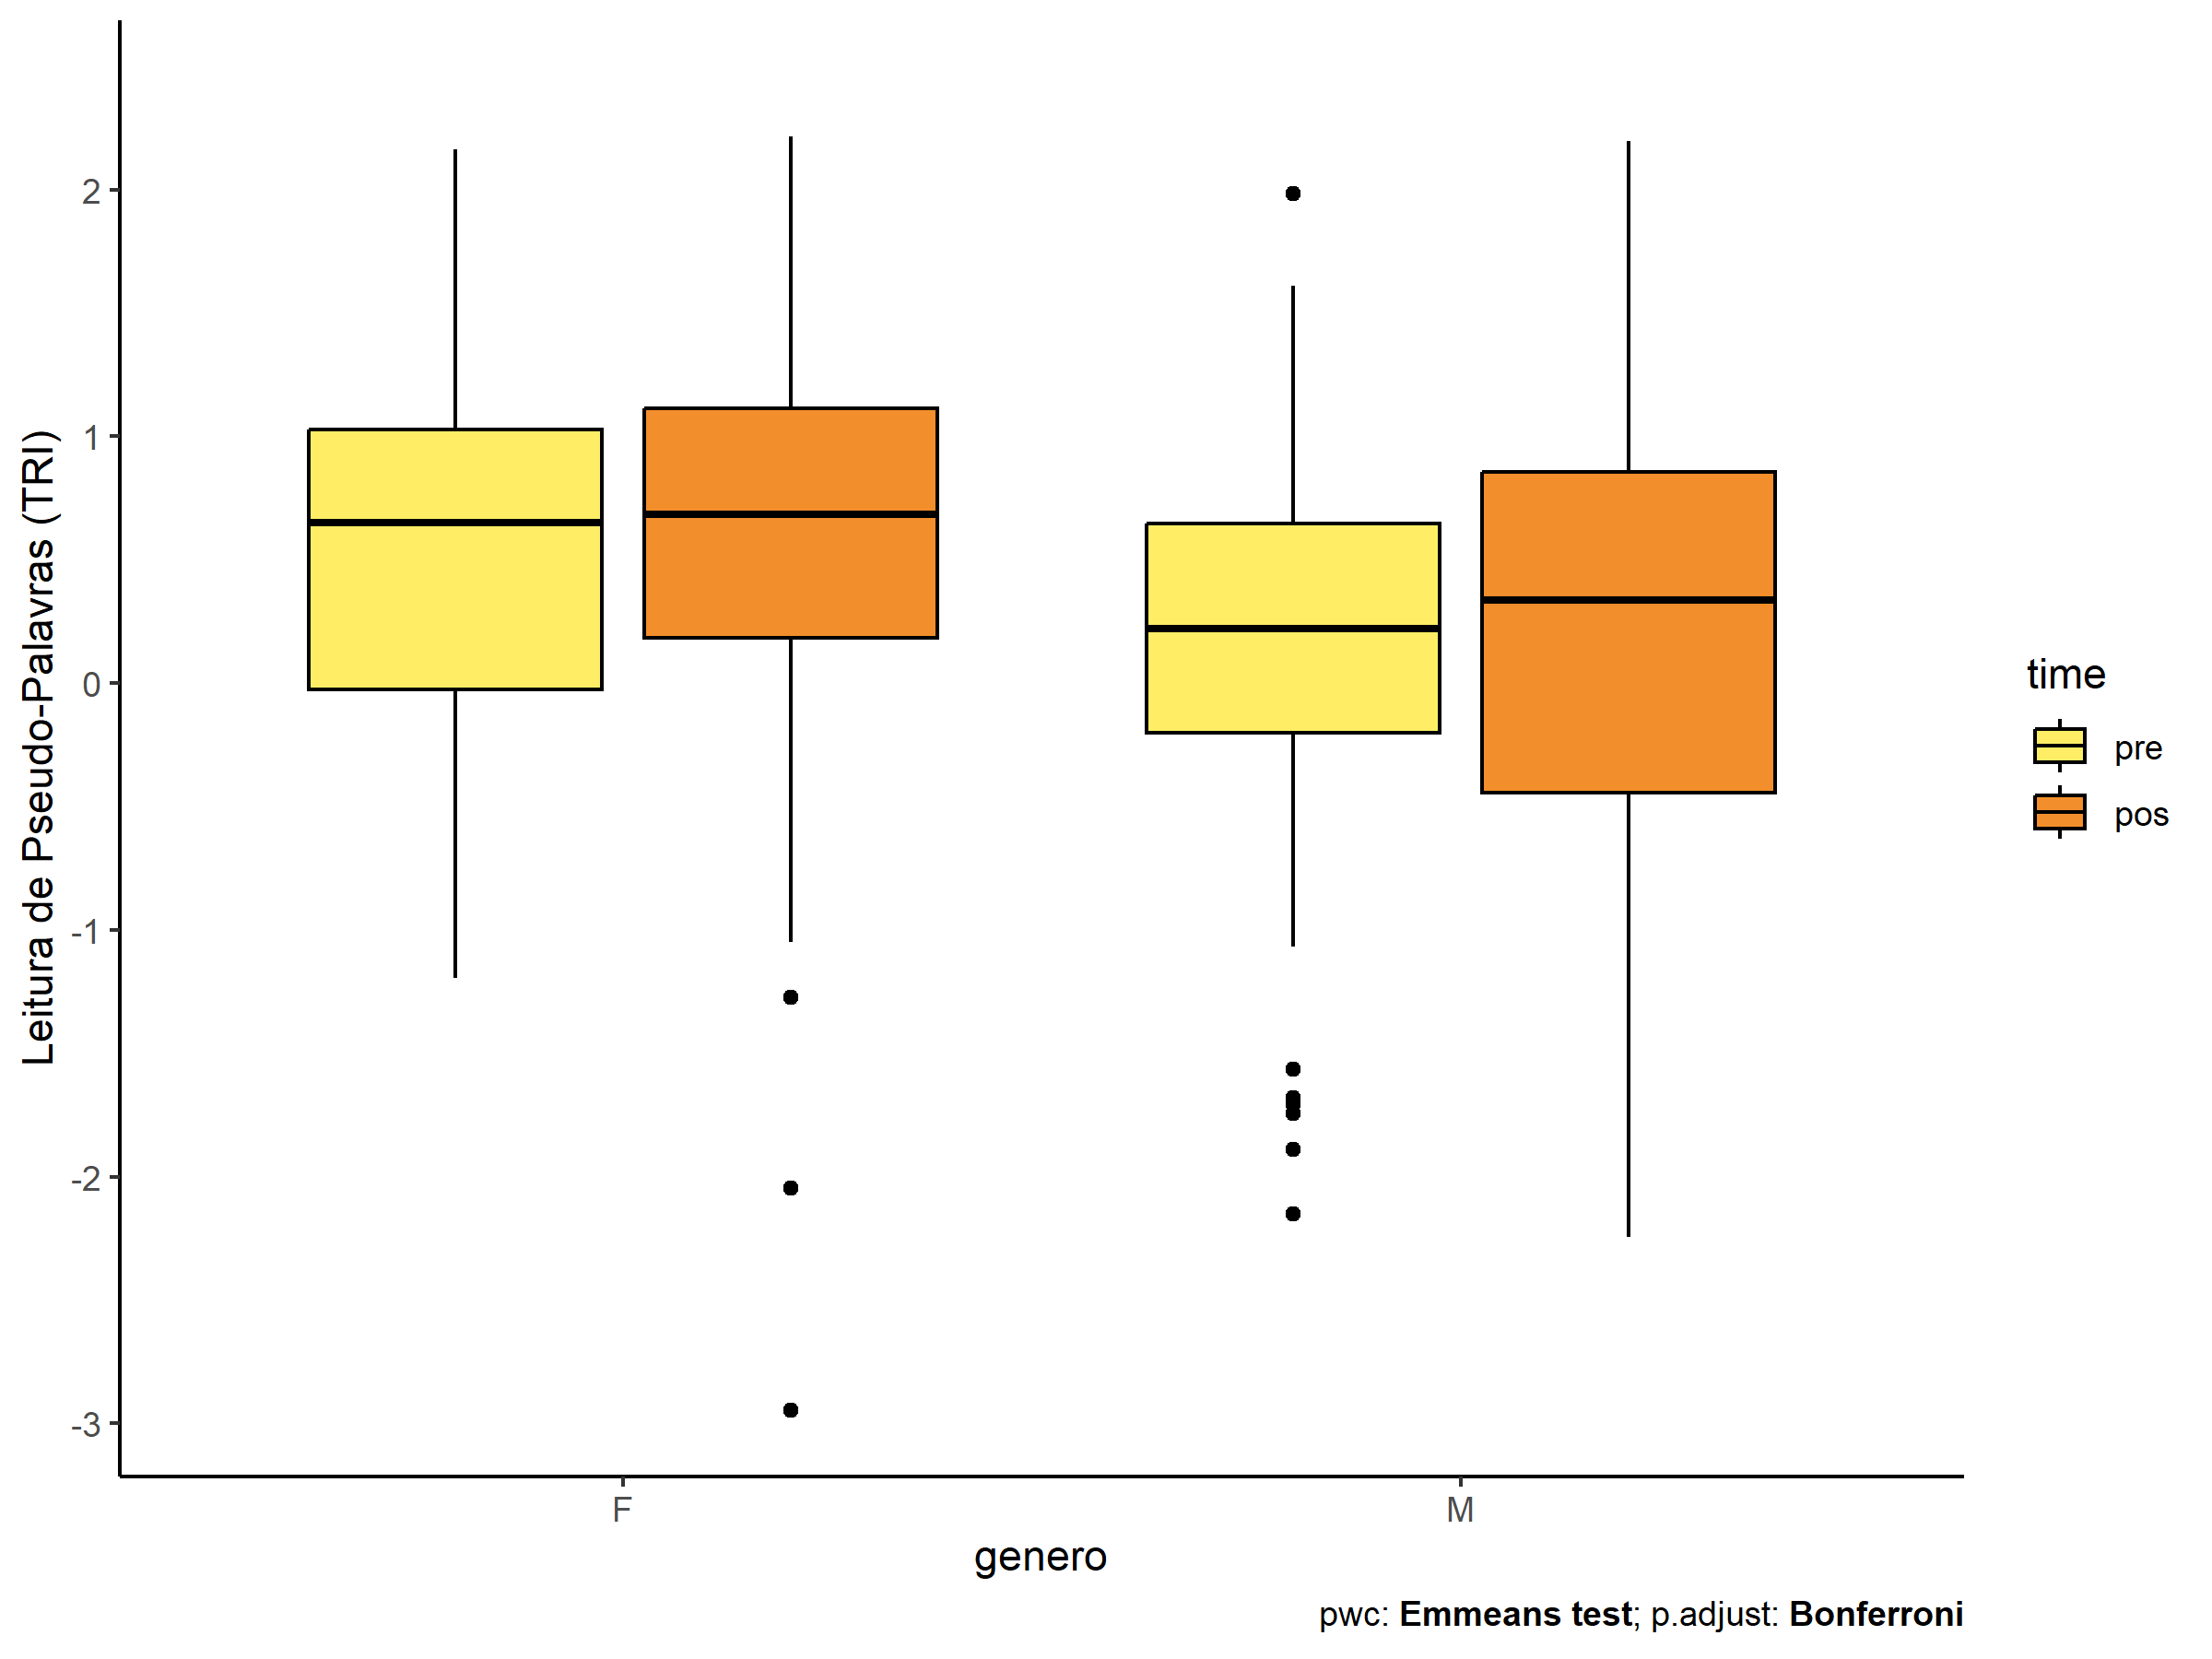 Leitura de Pseudo-Palavras (TRI)
2
1
0
-1
-2
-3
F
M
genero
time
pre
pos
pwc: Emmeans test; p.adjust: Bonferroni